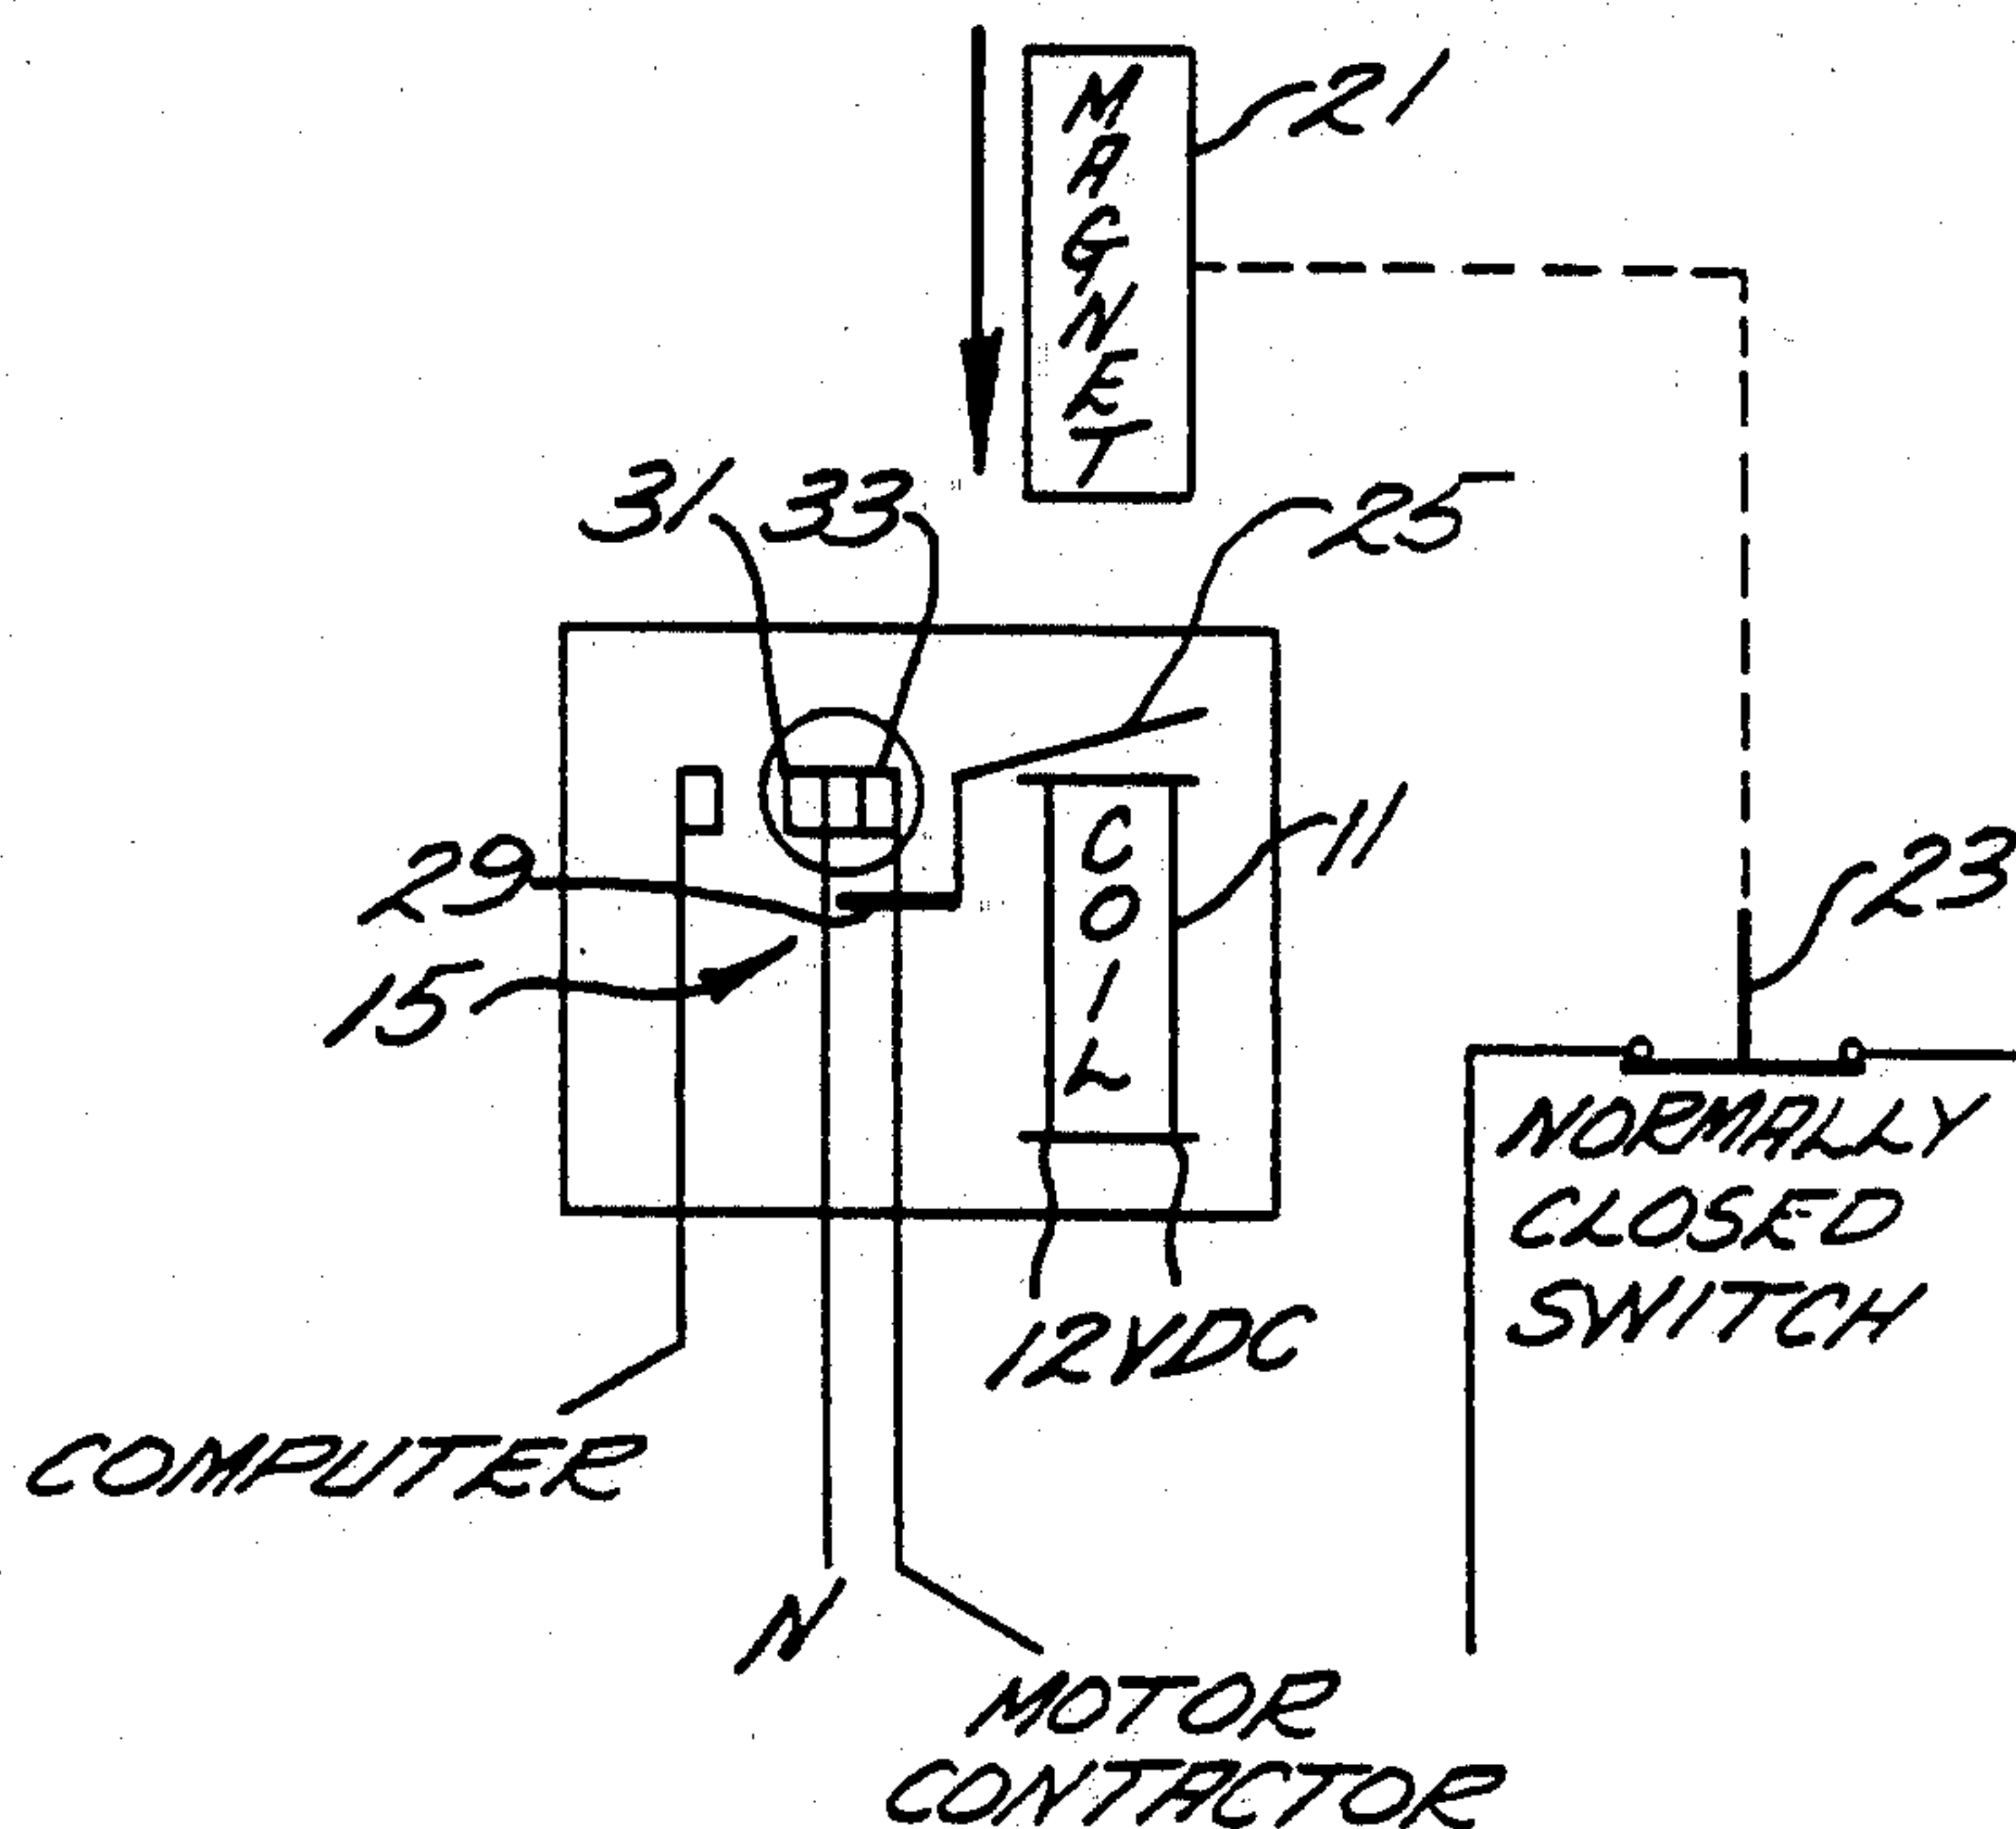 MAGNET
21
31
33
25
COIL
11
29
15
23
NORMALLY
CLOSED
SWITCH
12VDC
COMPUTER
N
MOTOR
CONTACTOR